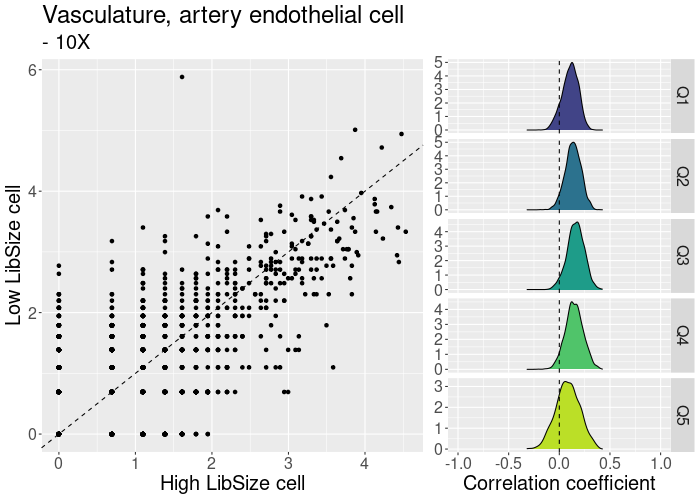 Vasculature, artery endothelial cell
- 10X
6
4
2
0
0 1 2 3 4
Low LibSize cell
High LibSize cell
5
4
3
2
1
0
Q1
5
4
3
2
1
0
Q2
4
3
2
1
0
Q3
4
3
2
1
0
Q4
3
2
1
0
Q5
-1.0 -0.5 0.0 0.5 1.0
Correlation coefficient